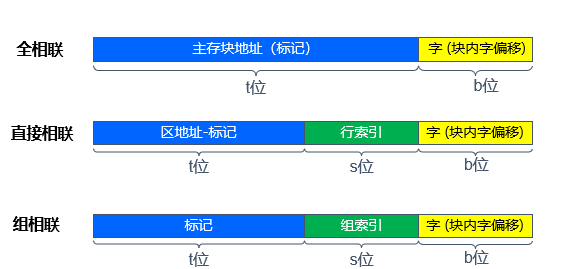 全相联 主存块地址（标记） 字 (块内字偏移)
t位 b位
直接相联 区地址-标记 行索引 字 (块内字偏移)
t位 s位 b位
组相联 标记 组索引 字 (块内字偏移)
t位 s位 b位